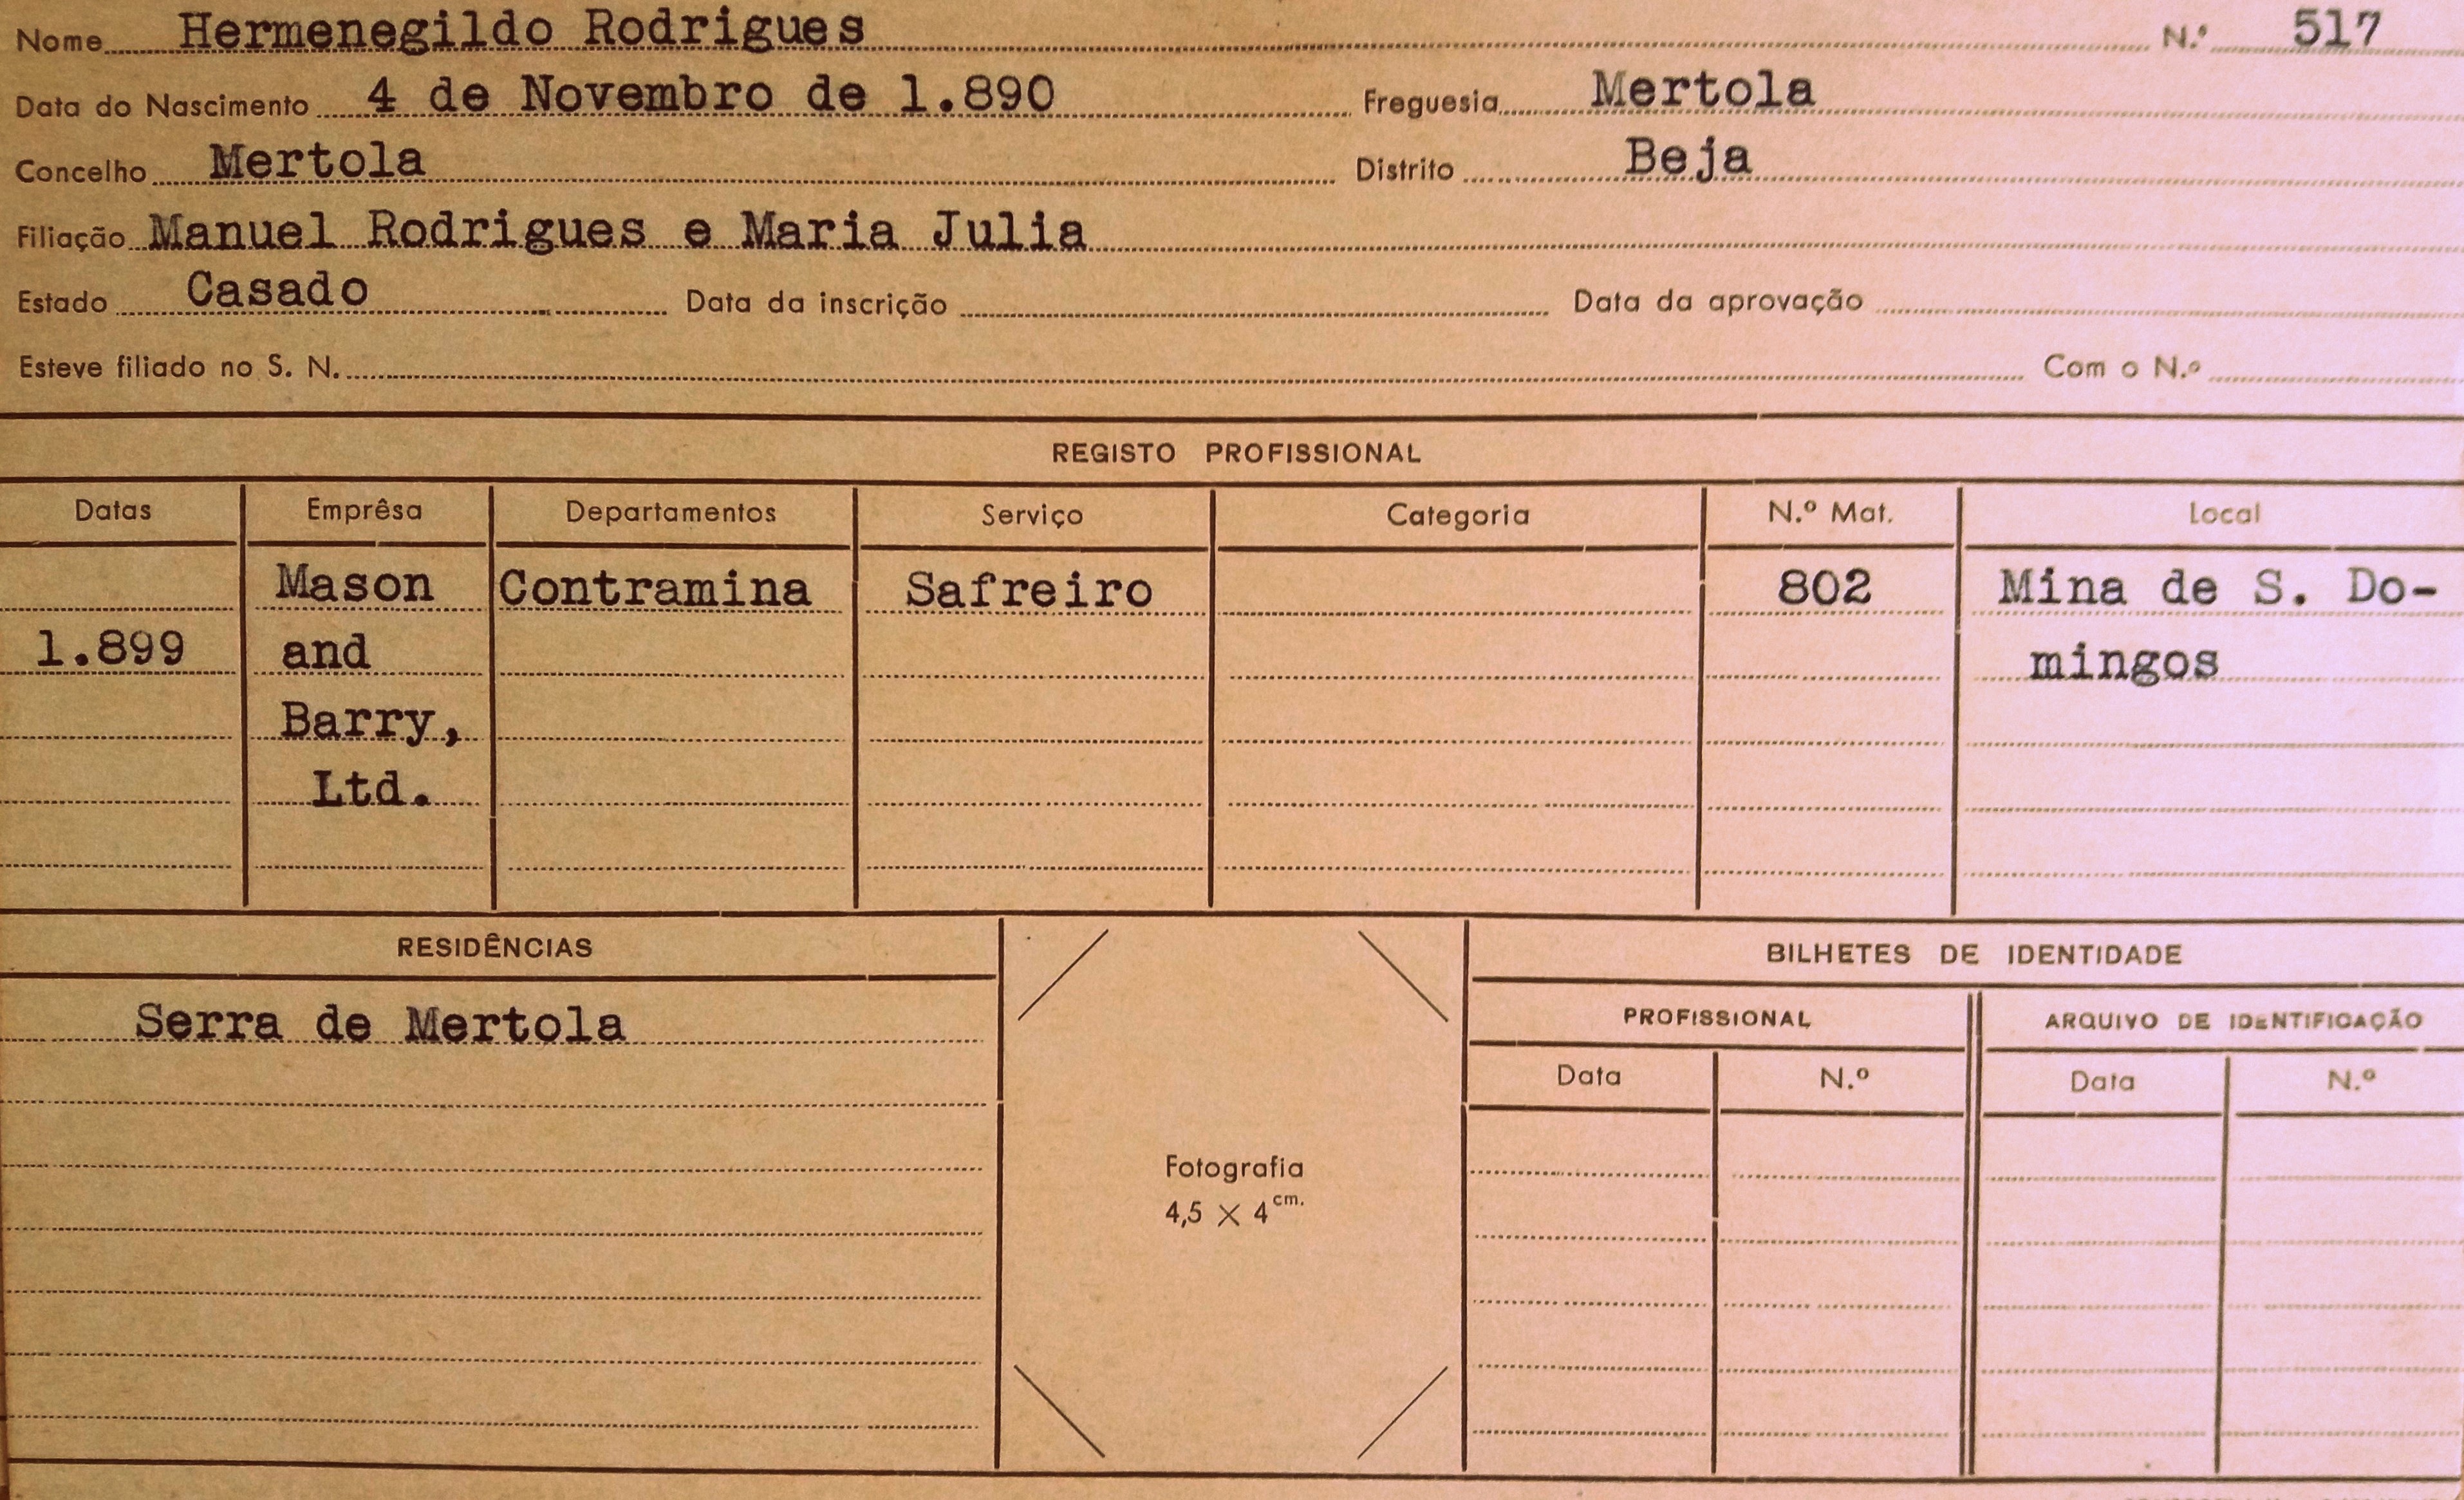 Nome Hermenegildo Rodrigues N.º 517
Data do Nascimento 4 de Novembro de 1.890 Freguesia Mertola
Concelho Mertola Distrito Beja
Filiação Manuel Rodrigues e Maria Julia
Estado Casado Data da inscrição Data da aprovação
Esteve filiado no S. N. Com o N.º
REGISTO PROFISSIONAL
Datas Emprêsa Departamentos Serviço Categoria N.º Mat. Local
Mason Contramina Safreiro 802 Mina de S. Do-
1.899 and mingos
Barry,
Ltd.
RESIDÊNCIAS BILHETES DE IDENTIDADE
Serra de Mertola PROFISSIONAL ARQUIVO DE IDENTIFICAÇÃO
Data N.º Data N.º
Fotografia
4,5 × 4 cm.